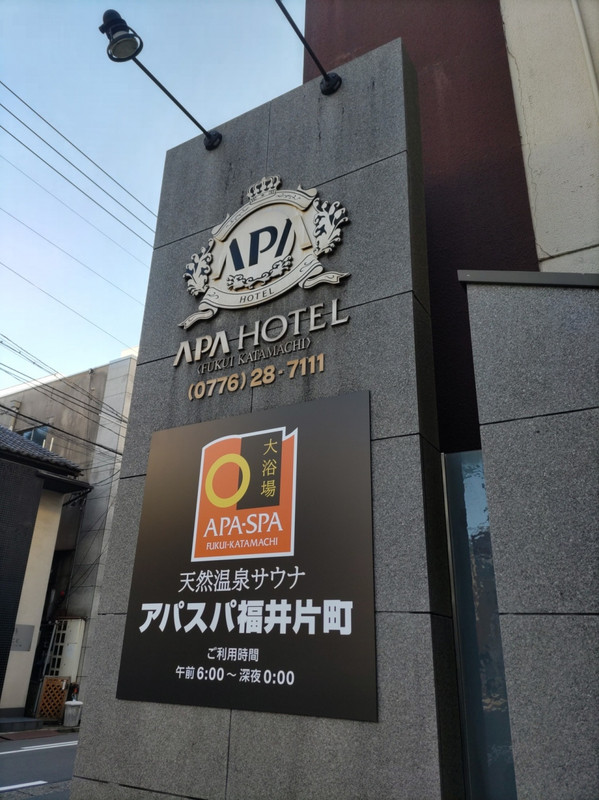 APA
HOTEL
APA HOTEL
〈FUKUI KATAMACHI〉
(0776) 28-7111
大浴場
APA-SPA
FUKUI-KATAMACHI
天然温泉サウナ
アパスパ福井片町
ご利用時間
午前 6:00～深夜 0:00